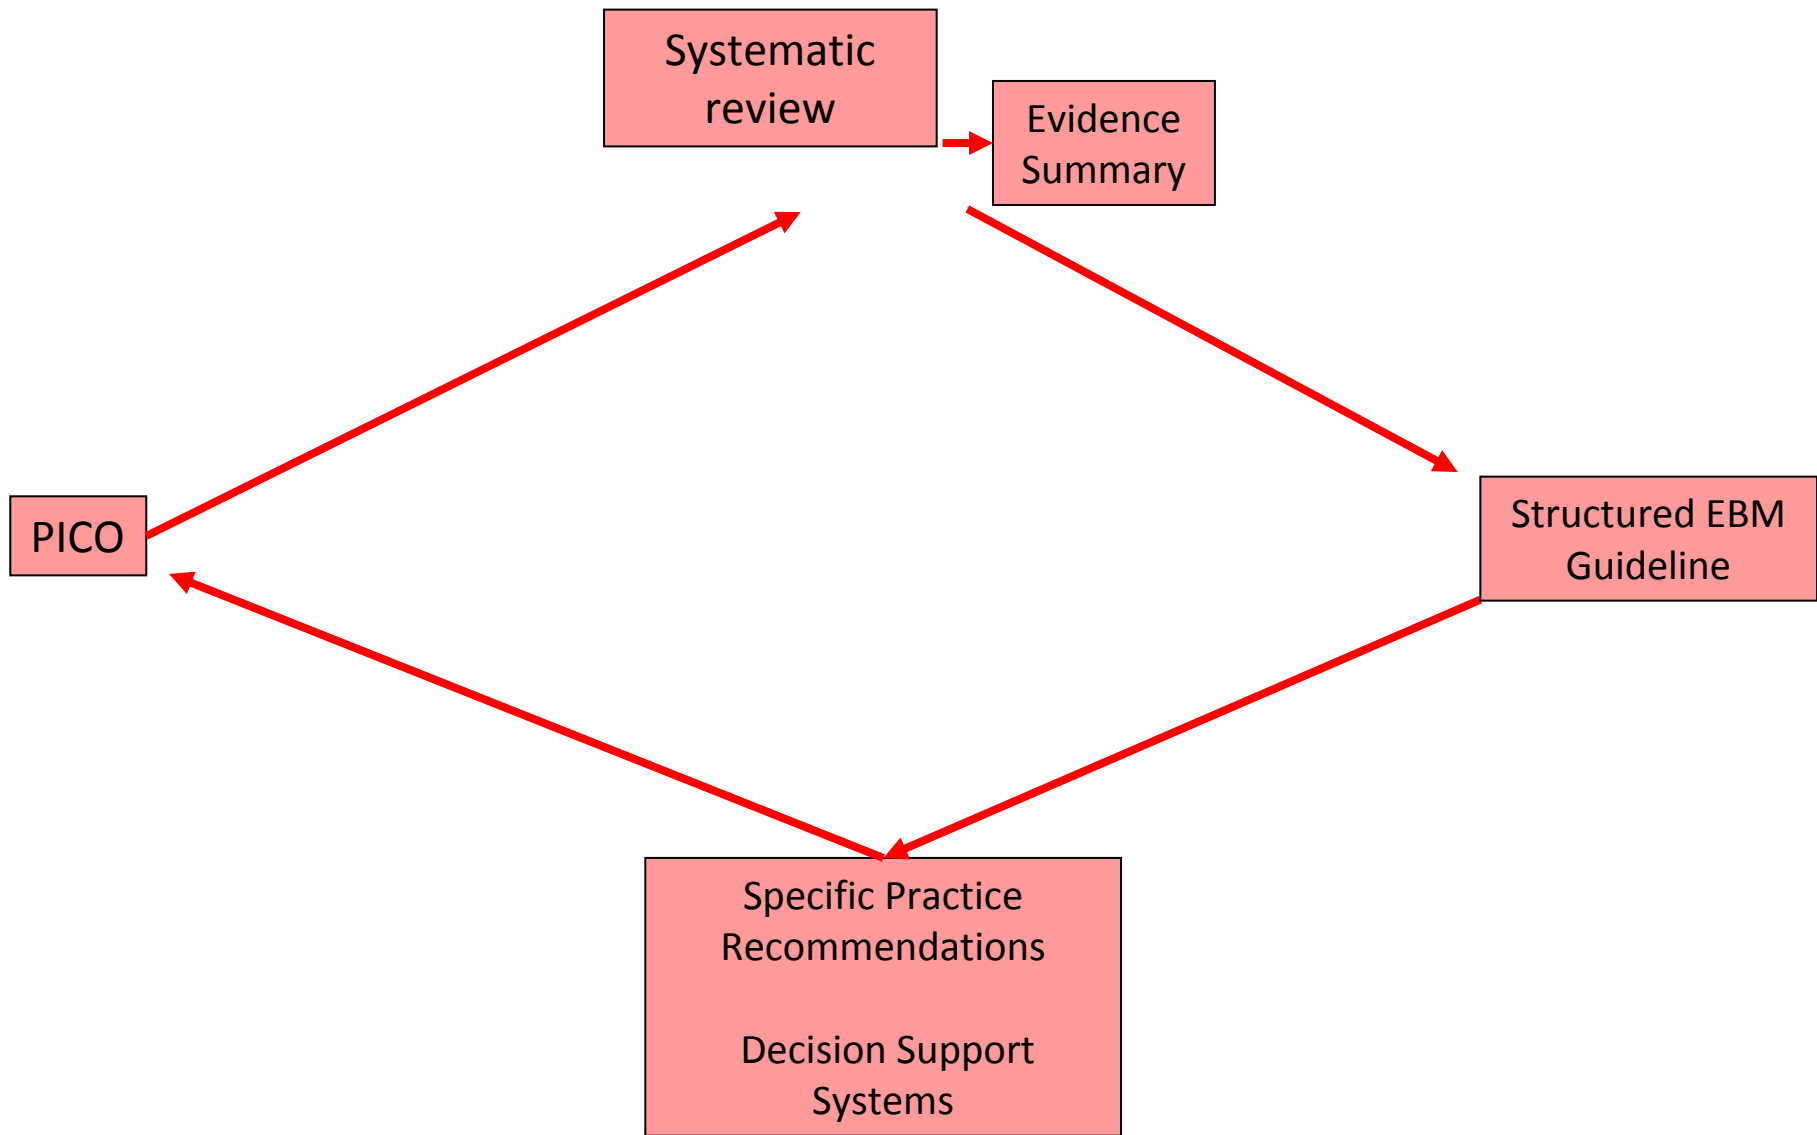 Systematic
review
Evidence
Summary
PICO
Structured EBM
Guideline
Specific Practice
Recommendations
Decision Support
Systems